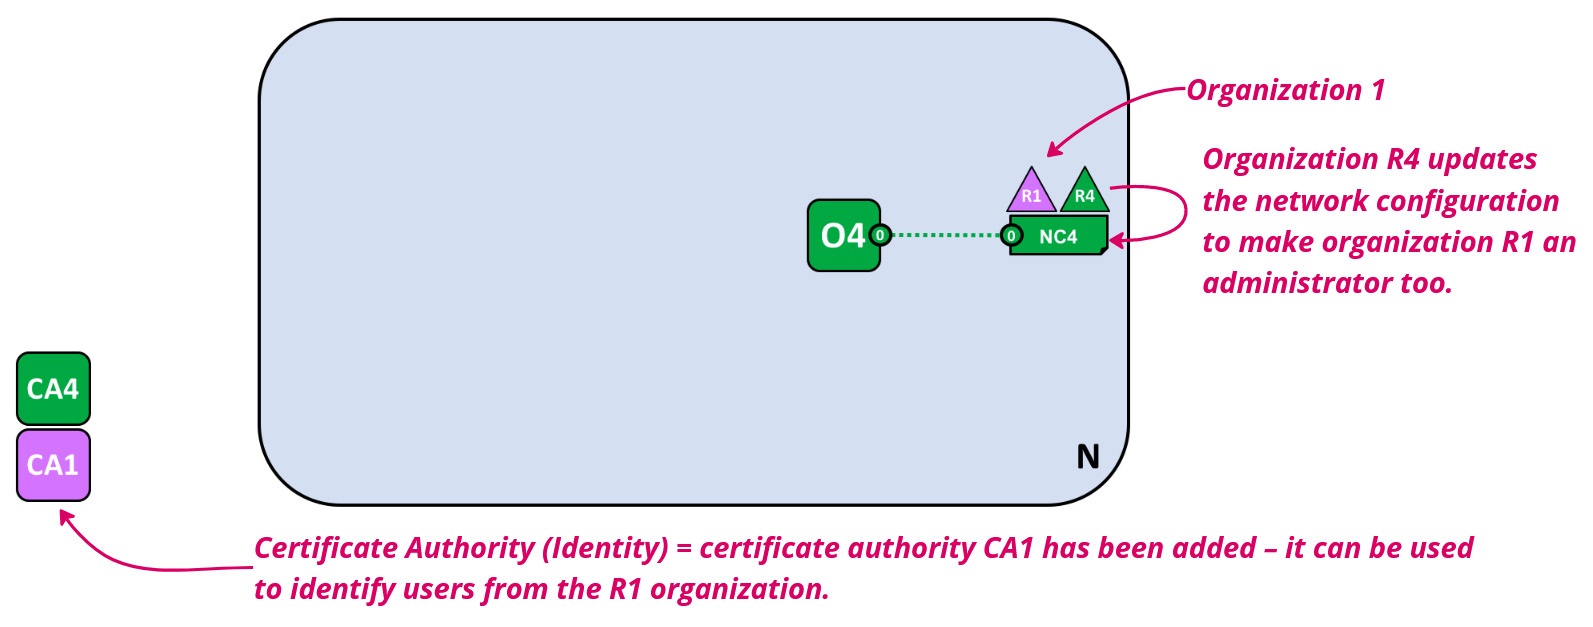 Organization 1
Organization R4 updates
the network configuration
to make organization R1 an
administrator too.
R1
R4
O4
0
0
NC4
CA4
CA1
N
Certificate Authority (Identity) = certificate authority CA1 has been added – it can be used
to identify users from the R1 organization.